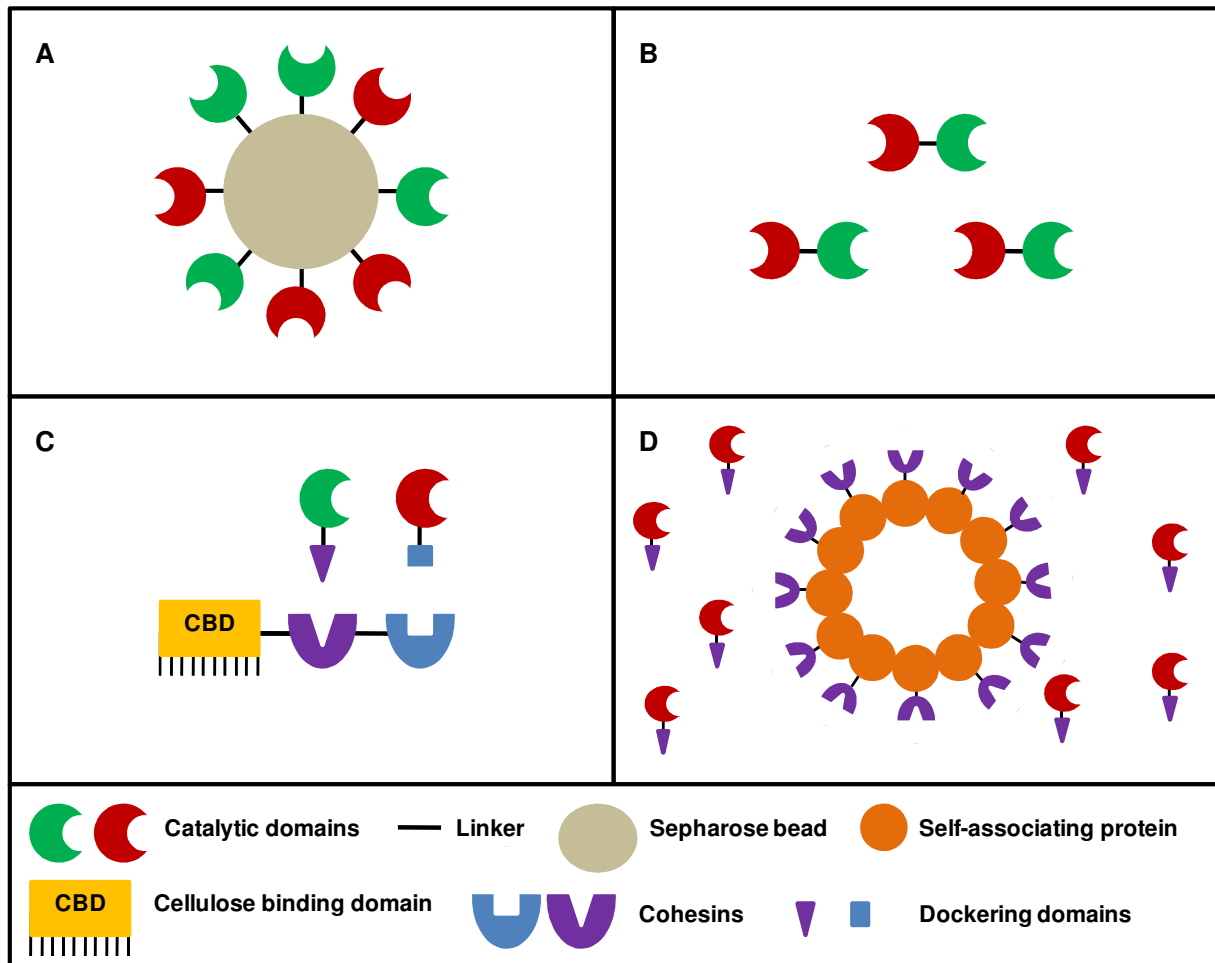 A
B
C
CBD
D
Catalytic domains
Linker
Sepharose bead
Self-associating protein
CBD
Cellulose binding domain
Cohesins
Dockering domains